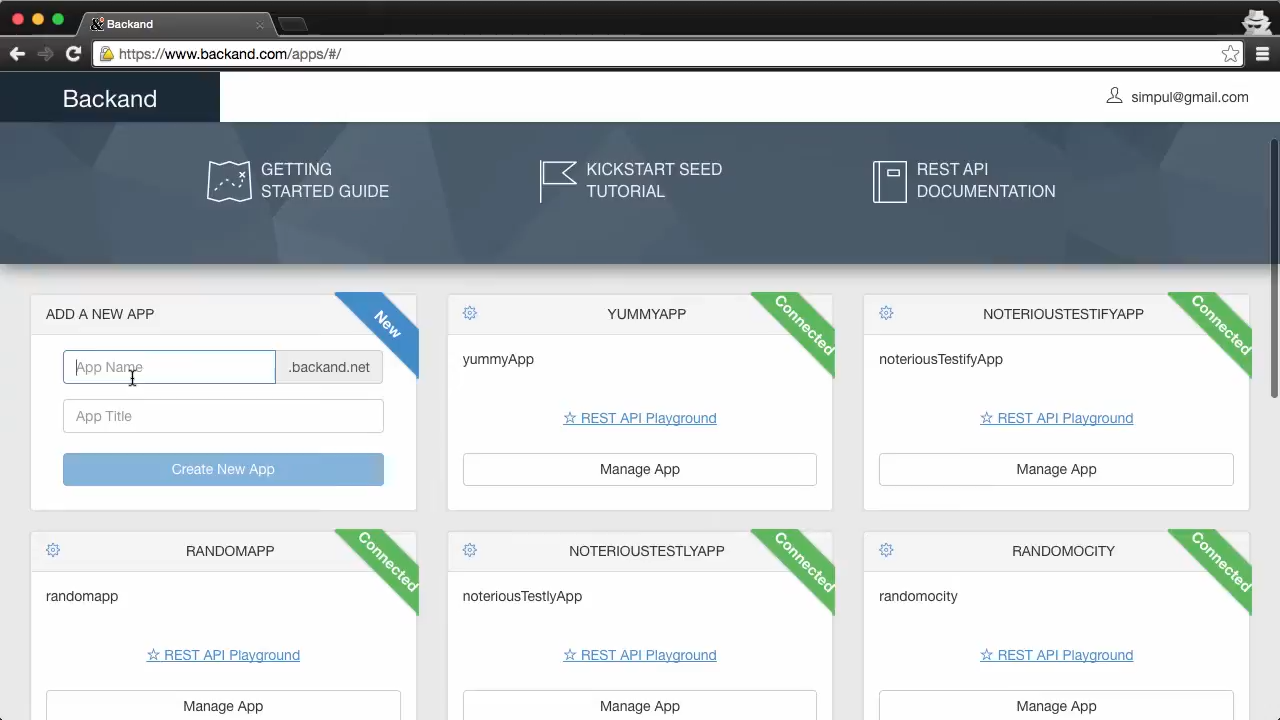 Backand
https://www.backand.com/apps/#/
Backand
simpul@gmail.com
GETTING
STARTED GUIDE
KICKSTART SEED
TUTORIAL
REST API
DOCUMENTATION
ADD A NEW APP
New
App Name
.backand.net
App Title
Create New App
YUMMYAPP
Connected
yummyApp
☆ REST API Playground
Manage App
NOTERIOUSTESTIFYAPP
Connected
noteriousTestifyApp
☆ REST API Playground
Manage App
RANDOMAPP
Connected
randomapp
☆ REST API Playground
Manage App
NOTERIOUSTESTLYAPP
Connected
noteriousTestlyApp
☆ REST API Playground
Manage App
RANDOMOCITY
Connected
randomocity
☆ REST API Playground
Manage App